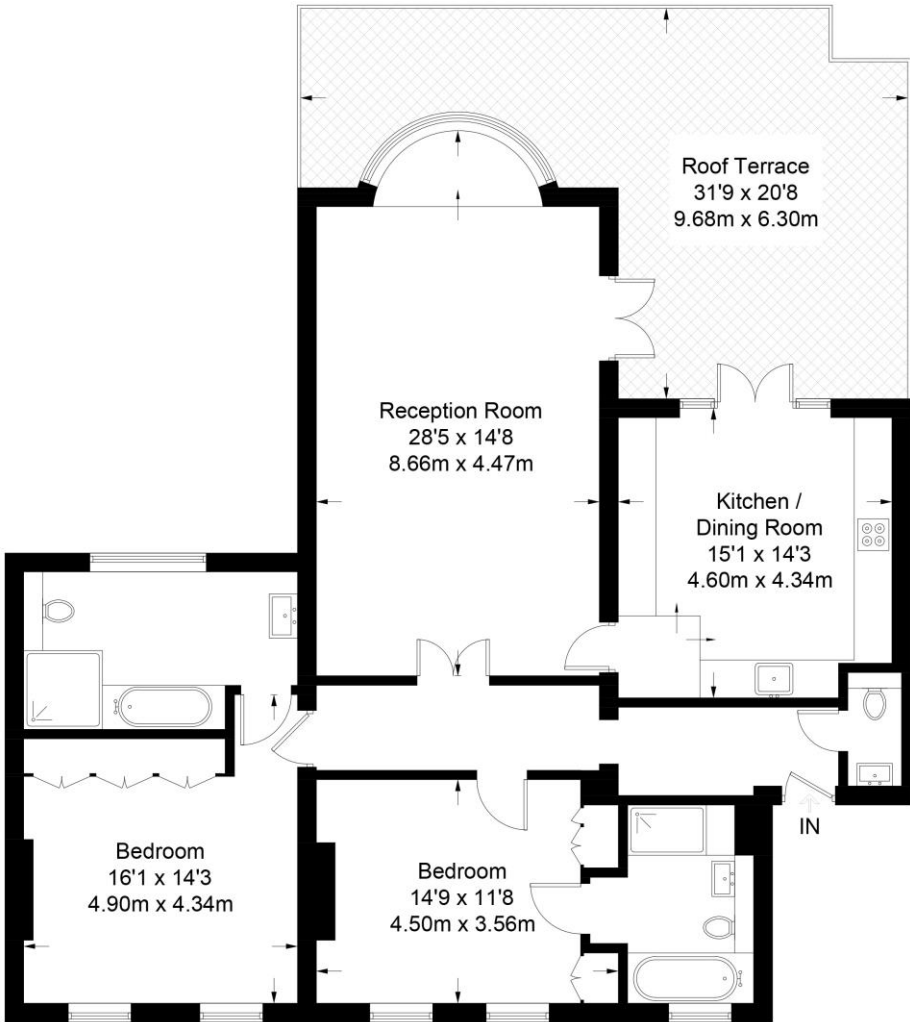 Roof Terrace
31'9 x 20'8
9.68m x 6.30m
Reception Room
28'5 x 14'8
8.66m x 4.47m
Kitchen /
Dining Room
15'1 x 14'3
4.60m x 4.34m
IN
Bedroom
16'1 x 14'3
4.90m x 4.34m
Bedroom
14'9 x 11'8
4.50m x 3.56m